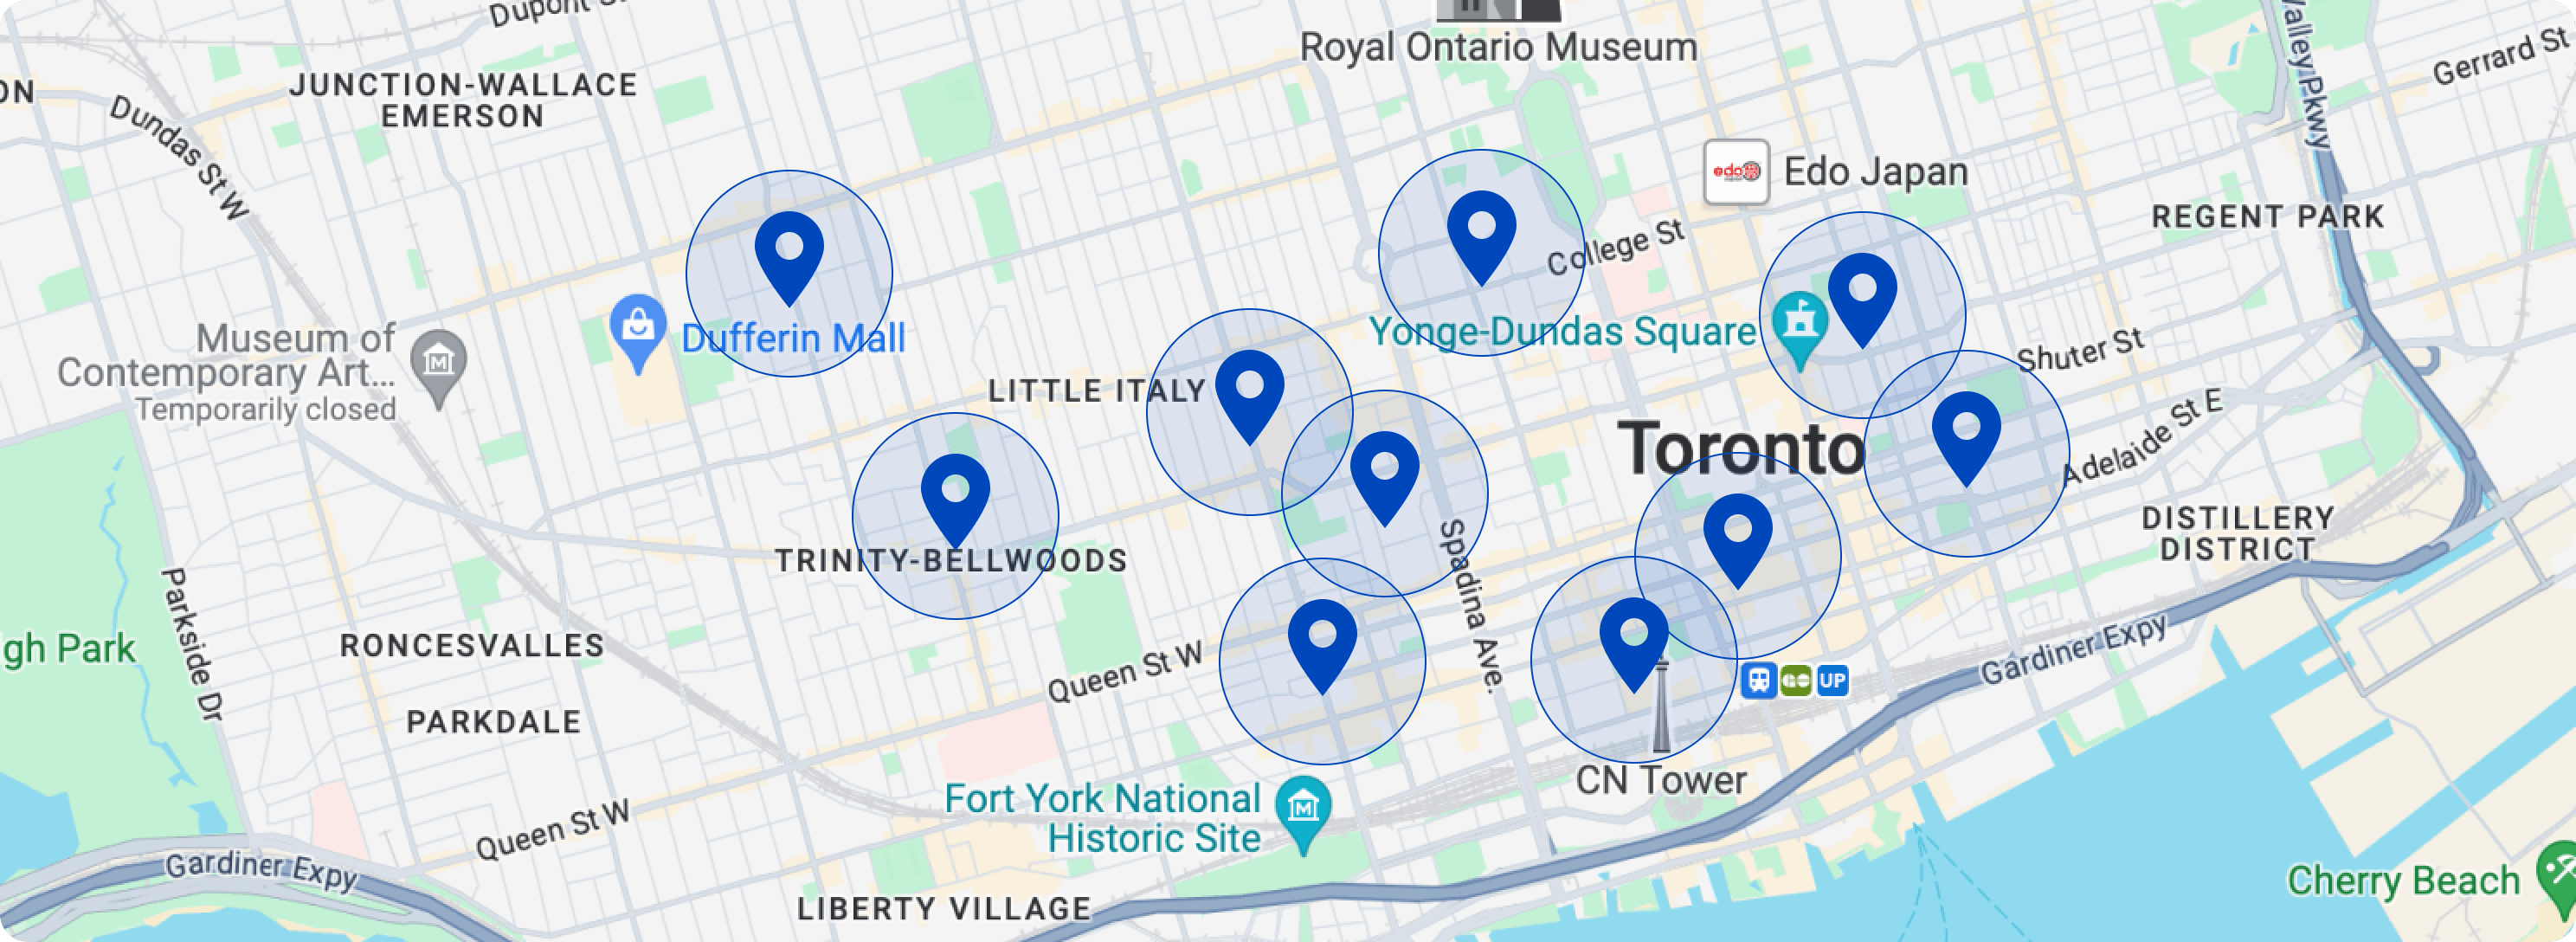 Dupont St
Royal Ontario Museum
Valley Pkwy
Gerrard St
ON
JUNCTION-WALLACE
EMERSON
Dundas St W
edo
Edo Japan
REGENT PARK
College St
Museum of
Contemporary Art...
Temporarily closed
M
Dufferin Mall
Yonge-Dundas Square
Shuter St
LITTLE ITALY
Adelaide St E
Toronto
TRINITY-BELLWOODS
Spadina Ave.
DISTILLERY
DISTRICT
Parkside Dr
gh Park
RONCESVALLES
Queen St W
Gardiner Expy
GO
UP
PARKDALE
CN Tower
Fort York National
Historic Site
M
Queen St W
Gardiner Expy
LIBERTY VILLAGE
Cherry Beach